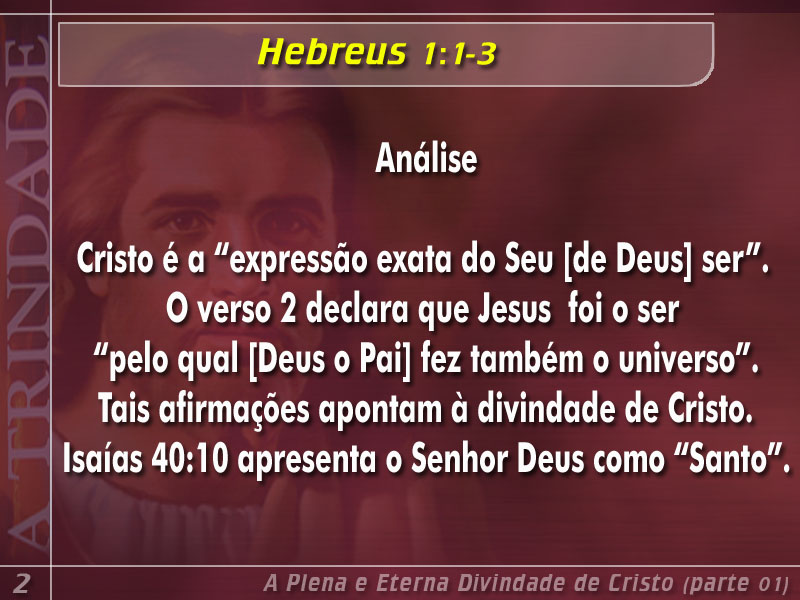 Hebreus 1:1-3
A TRINDADE
Análise
Cristo é a “expressão exata do Seu [de Deus] ser”.
O verso 2 declara que Jesus foi o ser
“pelo qual [Deus o Pai] fez também o universo”.
Tais afirmações apontam à divindade de Cristo.
Isaías 40:10 apresenta o Senhor Deus como “Santo”.
2
A Plena e Eterna Divindade de Cristo (parte 01)